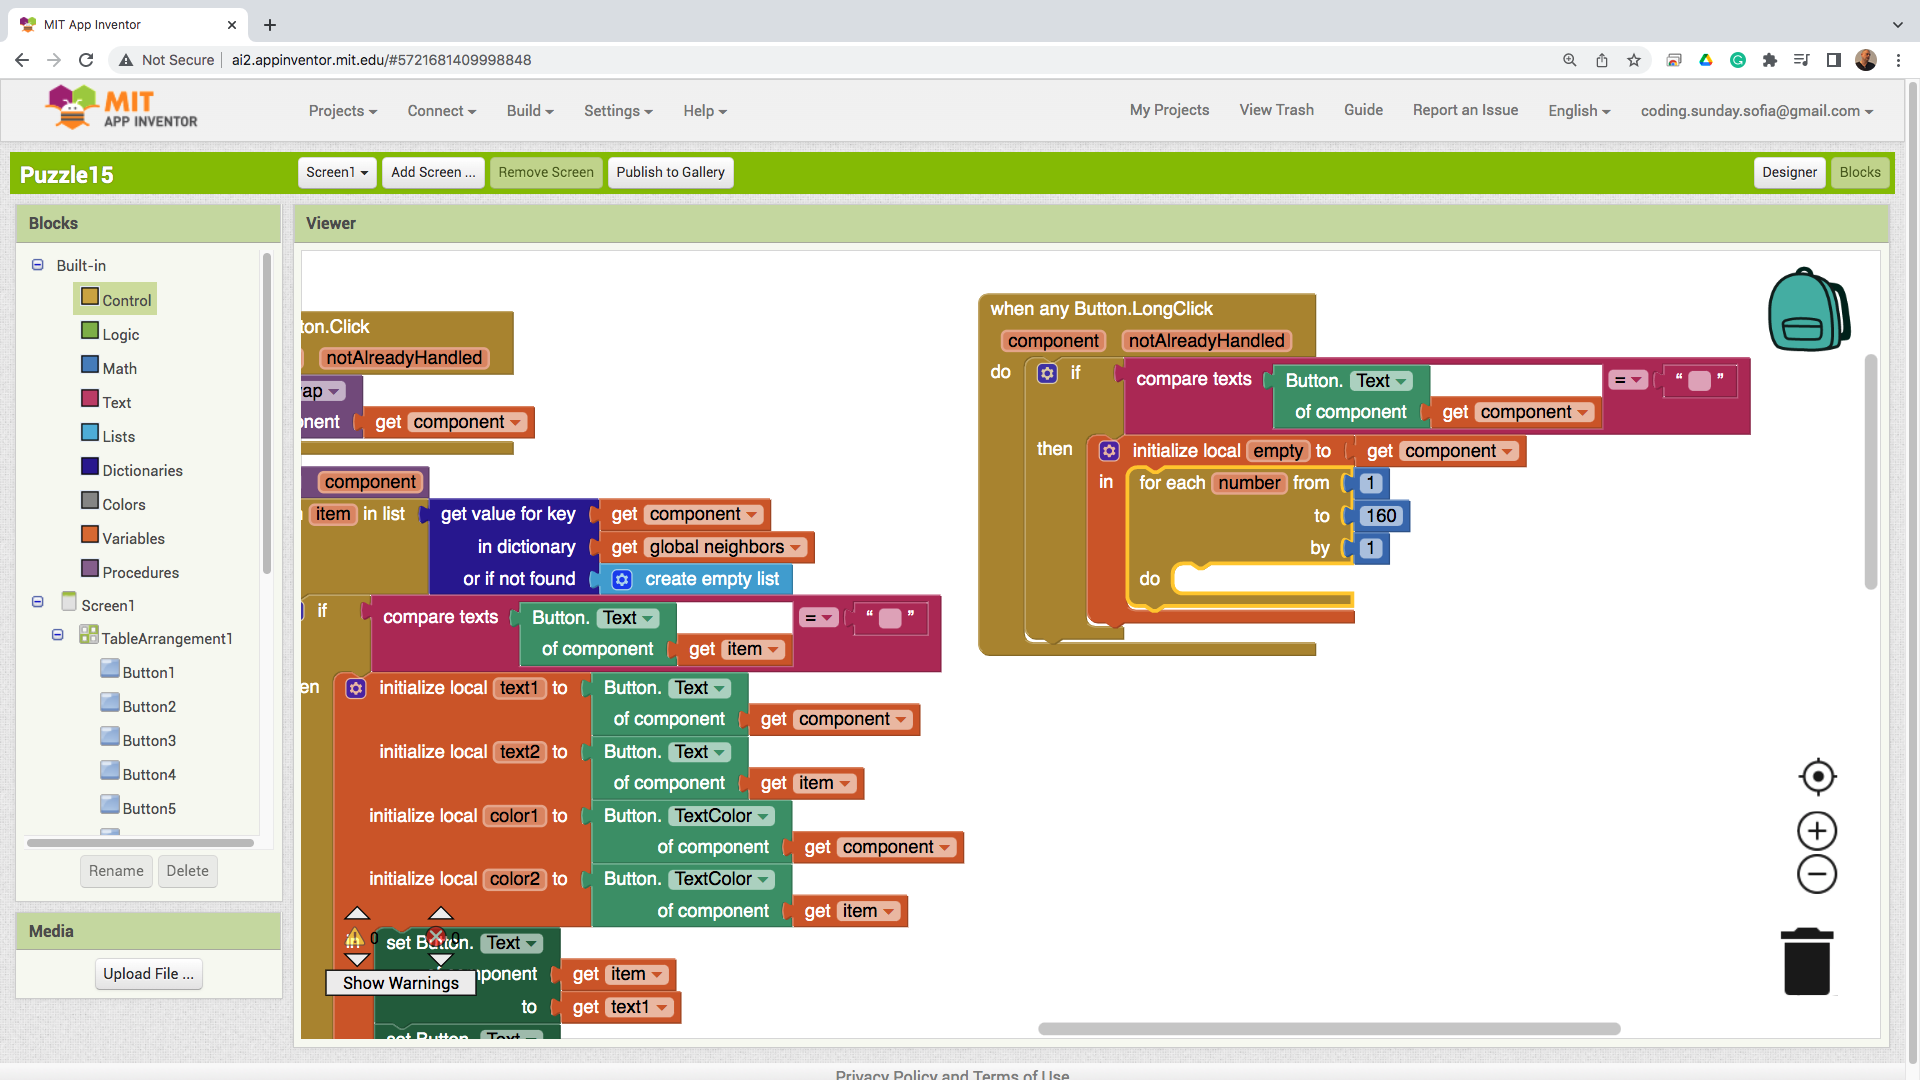 MIT App Inventor
Not Secure
ai2.appinventor.mit.edu/#5721681409998848
MIT
APP INVENTOR
Projects
Connect
Build
Settings
Help
My Projects
View Trash
Guide
Report an Issue
English
coding.sunday.sofia@gmail.com
Puzzle15
Screen1
Add Screen ...
Remove Screen
Publish to Gallery
Designer
Blocks
Blocks
Built-in
Control
Logic
Math
Text
Lists
Dictionaries
Colors
Variables
Procedures
Screen1
TableArrangement1
Button1
Button2
Button3
Button4
Button5
Rename
Delete
Media
Upload File ...
Viewer
ton.Click
notAlreadyHandled
ap
nent get component
component
item in list get value for key get component
in dictionary get global neighbors
or if not found create empty list
if compare texts Button. Text = " "
of component get item
en initialize local text1 to Button. Text
of component get component
initialize local text2 to Button. Text
of component get item
initialize local color1 to Button. TextColor
of component get component
initialize local color2 to Button. TextColor
of component get item
0
set Button. Text
mponent get item
Show Warnings
to get text1
set Button. Text
when any Button.LongClick
component notAlreadyHandled
do if compare texts Button. Text = " "
of component get component
then initialize local empty to get component
in for each number from 1
to 160
by 1
do
Privacy Policy and Terms of Use